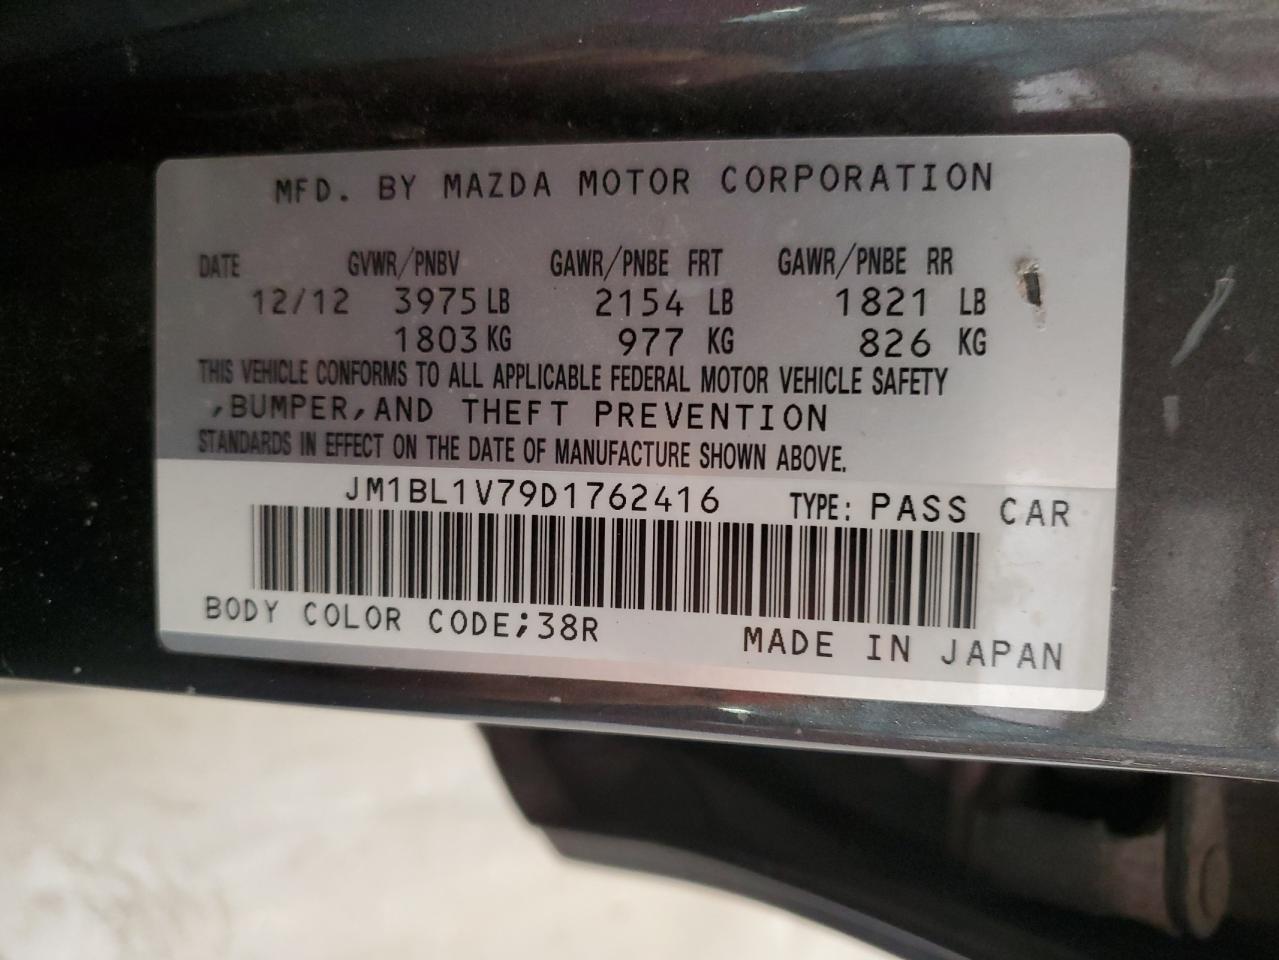 MFD. BY MAZDA MOTOR CORPORATION
DATE GVWR/PNBV GAWR/PNBE FRT GAWR/PNBE RR
12/12 3975 LB 2154 LB 1821 LB
1803 KG 977 KG 826 KG
THIS VEHICLE CONFORMS TO ALL APPLICABLE FEDERAL MOTOR VEHICLE SAFETY
,BUMPER,AND THEFT PREVENTION
STANDARDS IN EFFECT ON THE DATE OF MANUFACTURE SHOWN ABOVE.
JM1BL1V79D1762416 TYPE: PASS CAR
BODY COLOR CODE;38R MADE IN JAPAN